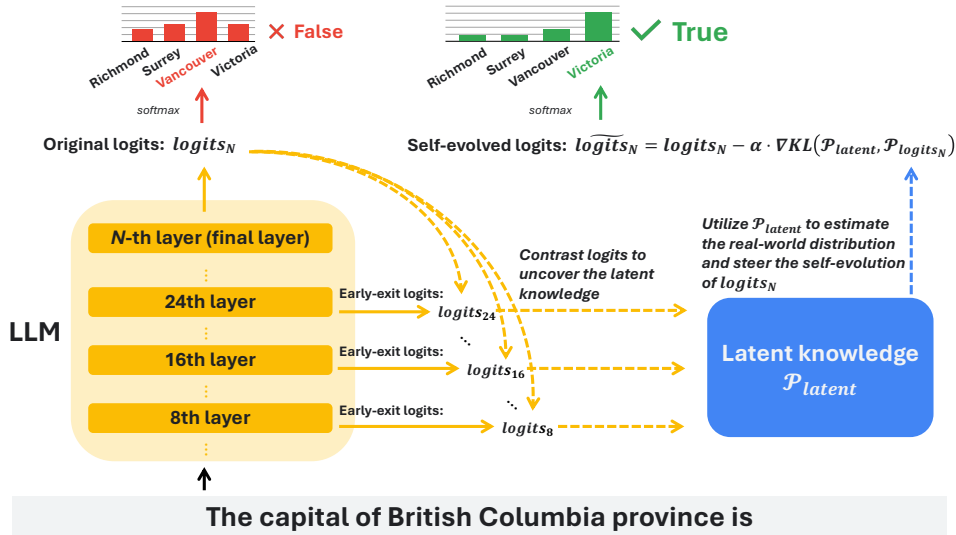 False
True
Richmond
Surrey
Vancouver
Victoria
Richmond
Surrey
Vancouver
Victoria
softmax
softmax
Original logits: logits_N
Self-evolved logits: \widetilde{logits}_N = logits_N − α · ∇KL(𝒫_latent, 𝒫_{logits_N})
LLM
N-th layer (final layer)
24th layer
16th layer
8th layer
Early-exit logits:
logits_24
Early-exit logits:
logits_16
Early-exit logits:
logits_8
Contrast logits to
uncover the latent
knowledge
Utilize 𝒫_latent to estimate
the real-world distribution
and steer the self-evolution
of logits_N
Latent knowledge
𝒫_latent
The capital of British Columbia province is